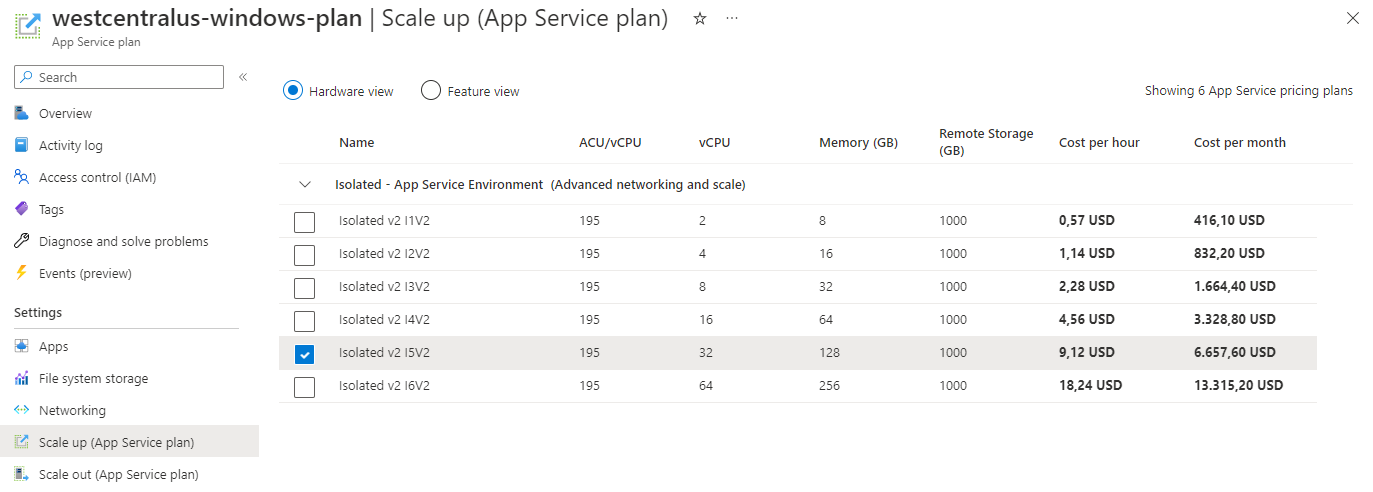 westcentralus-windows-plan | Scale up (App Service plan)
App Service plan
Search
Overview
Activity log
Access control (IAM)
Tags
Diagnose and solve problems
Events (preview)
Settings
Apps
File system storage
Networking
Scale up (App Service plan)
Scale out (App Service plan)
Hardware view Feature view Showing 6 App Service pricing plans
Name ACU/vCPU vCPU Memory (GB) Remote Storage (GB) Cost per hour Cost per month
Isolated - App Service Environment (Advanced networking and scale)
Isolated v2 I1V2 195 2 8 1000 0,57 USD 416,10 USD
Isolated v2 I2V2 195 4 16 1000 1,14 USD 832,20 USD
Isolated v2 I3V2 195 8 32 1000 2,28 USD 1.664,40 USD
Isolated v2 I4V2 195 16 64 1000 4,56 USD 3.328,80 USD
Isolated v2 I5V2 195 32 128 1000 9,12 USD 6.657,60 USD
Isolated v2 I6V2 195 64 256 1000 18,24 USD 13.315,20 USD